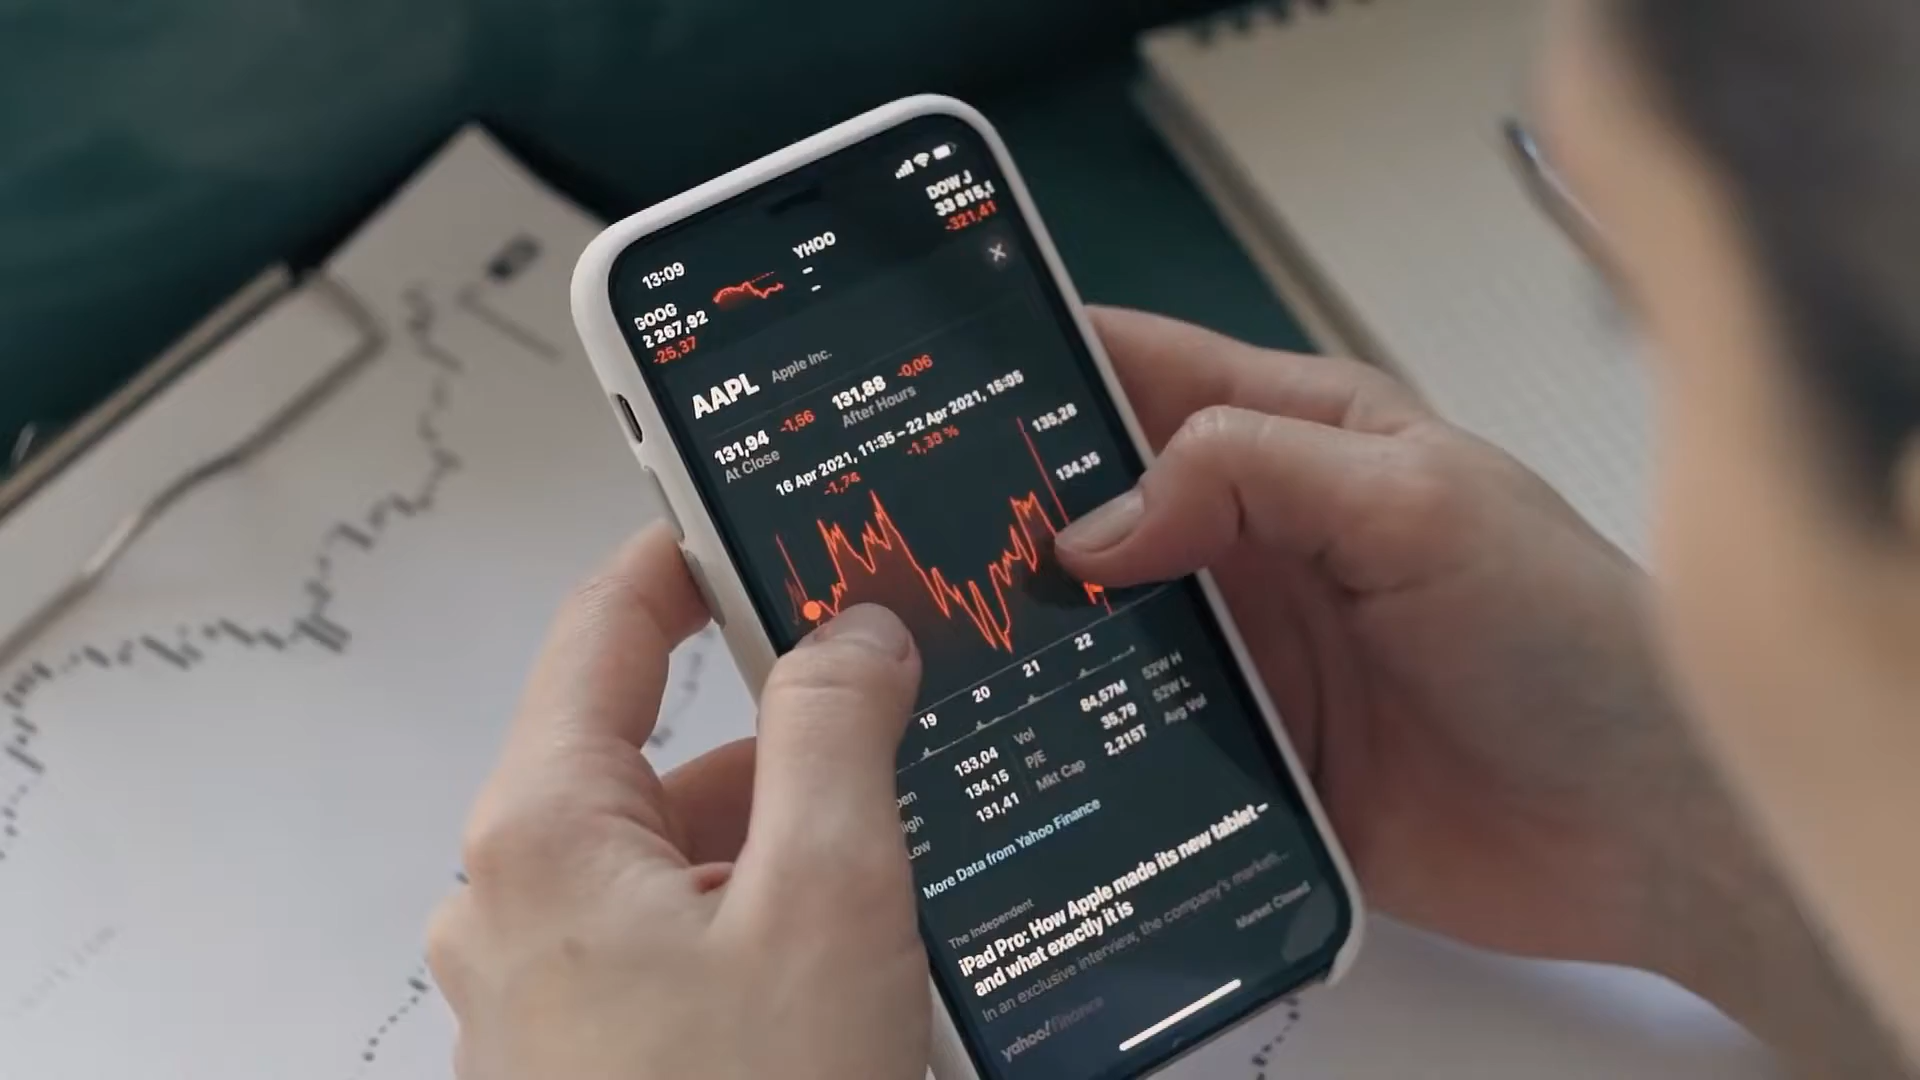 13:09
GOOG
2 267,92
-25,37
YHOO
-
-
DOW J
33 815,
-321,41
AAPL Apple Inc.
131,94 -1,56
At Close
131,88 -0,06
After Hours
16 Apr 2021, 11:35 – 22 Apr 2021, 15:05
-1,74 -1,30 %
135,28
134,35
19 20 21 22
133,04
High 134,15
Low 131,41
Vol 84,57M
P/E 35,79
Mkt Cap 2,215T
52W H
52W L
Avg Vol
More Data from Yahoo Finance
The Independent
iPad Pro: How Apple made its new tablet –
and what exactly it is
In an exclusive interview, the company's market...
yahoo!finance
Market Closed